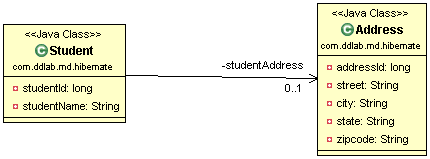 <<Java Class>>
Student
com.ddlab.md.hibernate
studentId: long
studentName: String
-studentAddress
0..1
<<Java Class>>
Address
com.ddlab.md.hibernate
addressId: long
street: String
city: String
state: String
zipcode: String